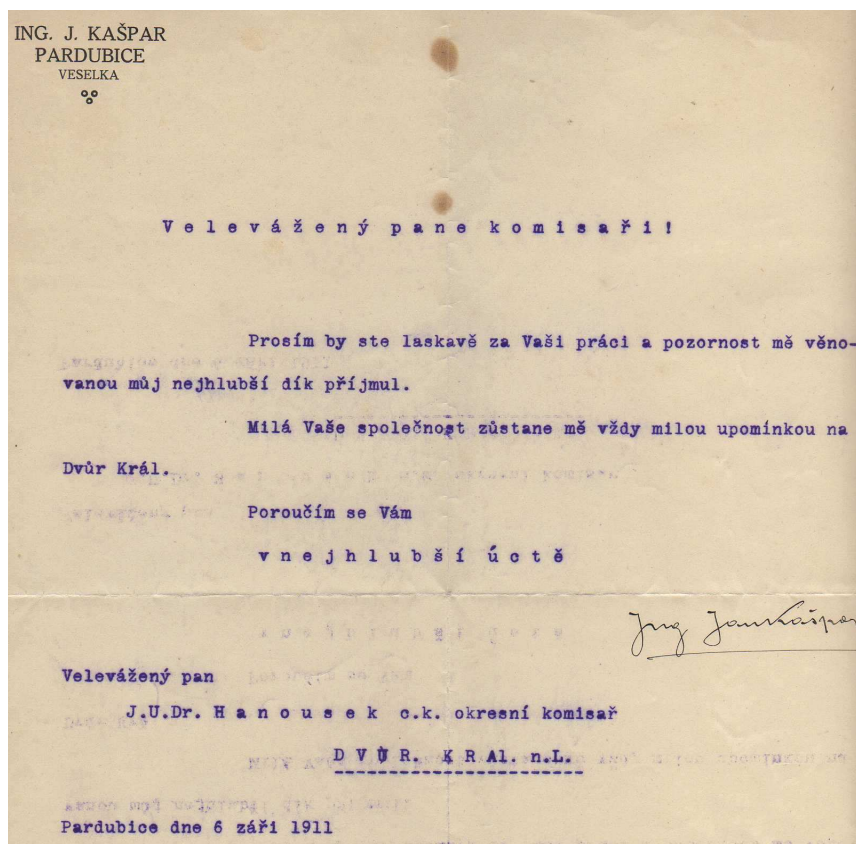 ING. J. KAŠPAR
PARDUBICE
VESELKA
Velevážený pane komisaři!
Prosím by ste laskavě za Vaši práci a pozornost mě věno-
vanou můj nejhlubší dík příjmul.
Milá Vaše společnost zůstane mě vždy milou upomínkou na
Dvůr Král.
Poroučím se Vám
v nejhlubší úctě
Ing Jan Kašpar
Velevážený pan
J.U.Dr. Hanousek c.k. okresní komisař
DVŮR. KRAl. n.L.
Pardubice dne 6 záři 1911